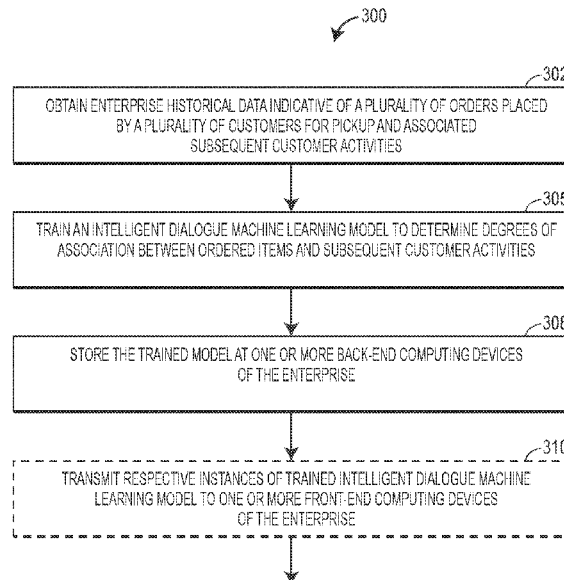 300
302
OBTAIN ENTERPRISE HISTORICAL DATA INDICATIVE OF A PLURALITY OF ORDERS PLACED
BY A PLURALITY OF CUSTOMERS FOR PICKUP AND ASSOCIATED
SUBSEQUENT CUSTOMER ACTIVITIES
305
TRAIN AN INTELLIGENT DIALOGUE MACHINE LEARNING MODEL TO DETERMINE DEGREES OF
ASSOCIATION BETWEEN ORDERED ITEMS AND SUBSEQUENT CUSTOMER ACTIVITIES
308
STORE THE TRAINED MODEL AT ONE OR MORE BACK-END COMPUTING DEVICES
OF THE ENTERPRISE
310
TRANSMIT RESPECTIVE INSTANCES OF TRAINED INTELLIGENT DIALOGUE MACHINE
LEARNING MODEL TO ONE OR MORE FRONT-END COMPUTING DEVICES
OF THE ENTERPRISE